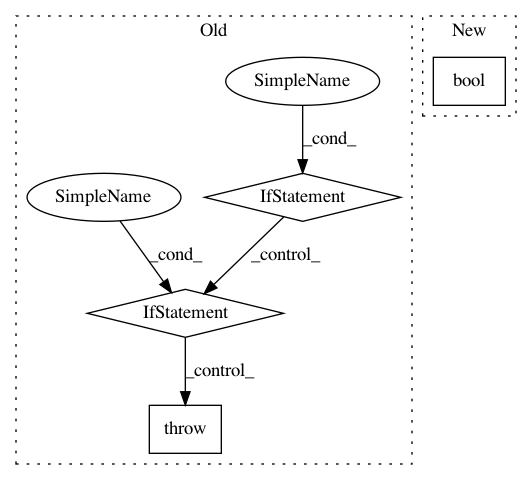 Old
New
SimpleName
bool
_cond_
SimpleName
IfStatement
_cond_
_control_
IfStatement
_control_
throw